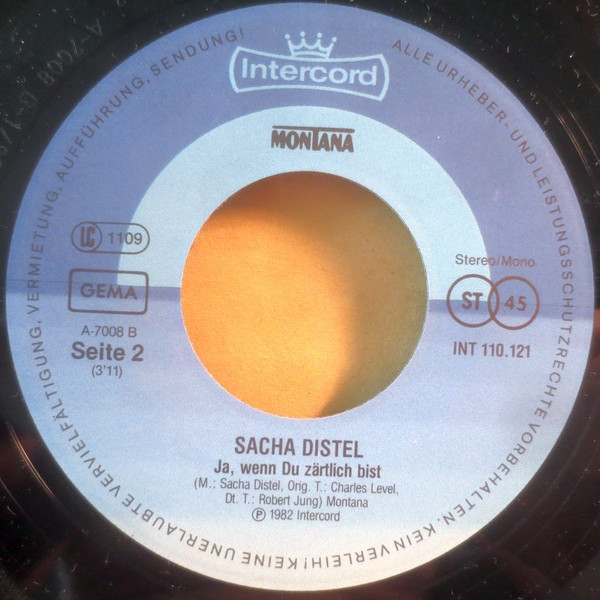 Intercord
MONTANA
ALLE URHEBER- UND LEISTUNGSSCHUTZRECHTE VORBEHALTEN. KEIN VERLEIH! KEINE UNERLAUBTE VERVIELFÄLTIGUNG, VERMIETUNG, AUFFÜHRUNG, SENDUNG!
LC 1109
GEMA
A-7008 B
Seite 2
(3'11)
Stereo/Mono
ST 45
INT 110.121
SACHA DISTEL
Ja, wenn Du zärtlich bist
(M.: Sacha Distel, Orig. T.: Charles Level,
Dt. T.: Robert Jung) Montana
℗ 1982 Intercord